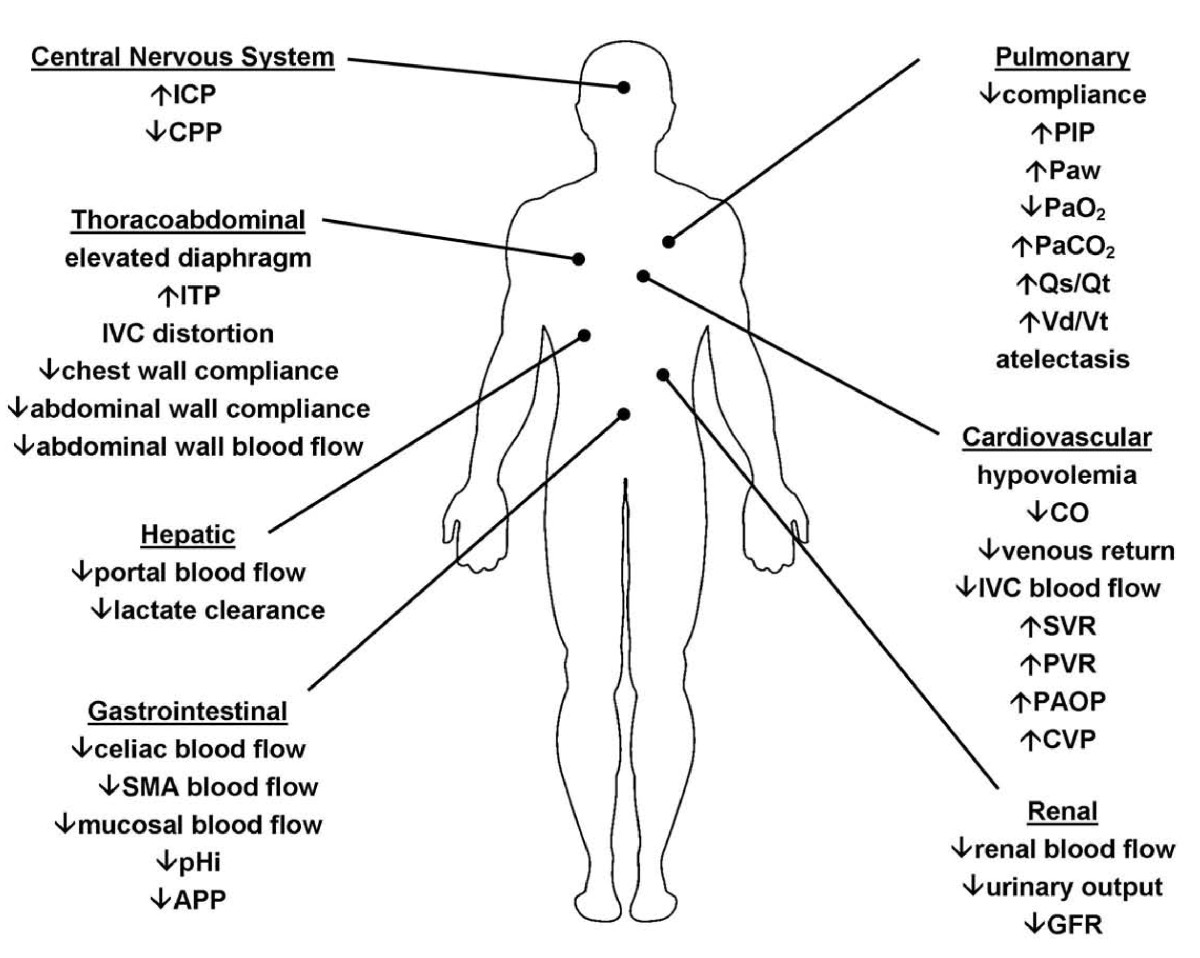 Central Nervous System
↑ICP
↓CPP
Thoracoabdominal
elevated diaphragm
↑ITP
IVC distortion
↓chest wall compliance
↓abdominal wall compliance
↓abdominal wall blood flow
Hepatic
↓portal blood flow
↓lactate clearance
Gastrointestinal
↓celiac blood flow
↓SMA blood flow
↓mucosal blood flow
↓pHi
↓APP
Pulmonary
↓compliance
↑PIP
↑Paw
↓PaO₂
↑PaCO₂
↑Qs/Qt
↑Vd/Vt
atelectasis
Cardiovascular
hypovolemia
↓CO
↓venous return
↓IVC blood flow
↑SVR
↑PVR
↑PAOP
↑CVP
Renal
↓renal blood flow
↓urinary output
↓GFR